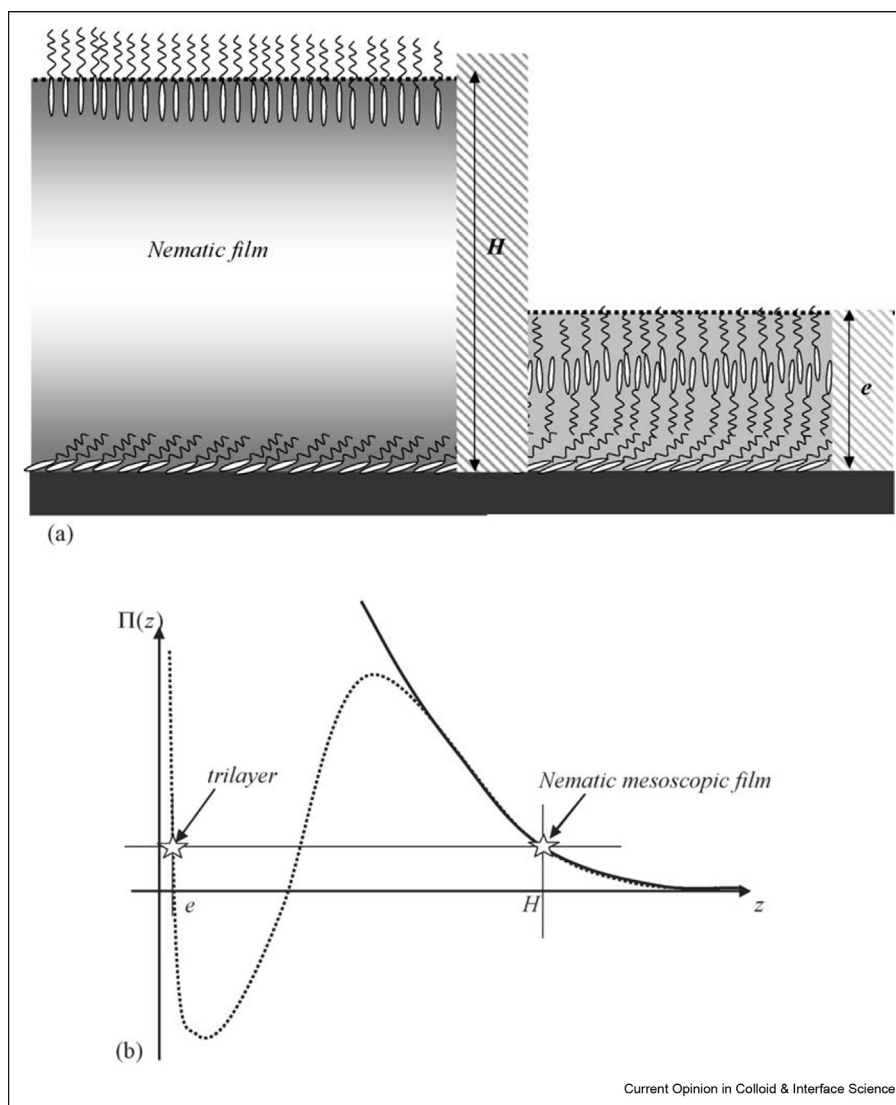 Nematic film
H
e
(a)
Π(z)
trilayer
Nematic mesoscopic film
e
H
z
(b)
Current Opinion in Colloid & Interface Science